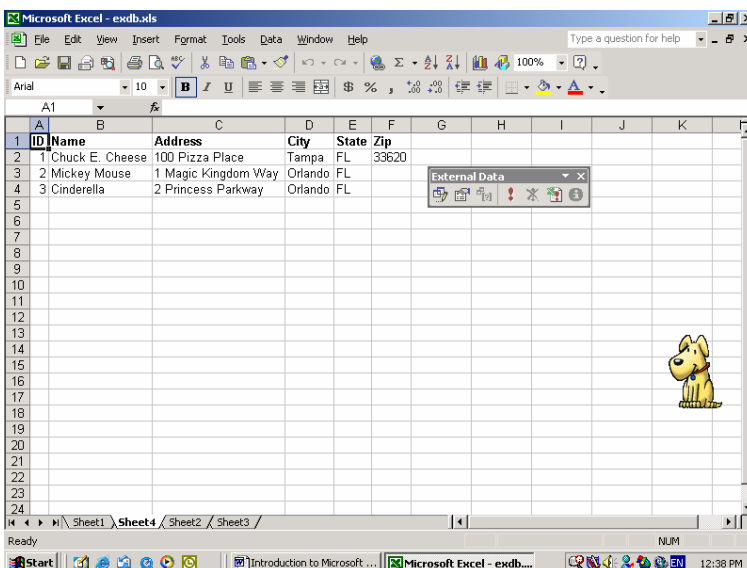 Microsoft Excel - exdb.xls
File Edit View Insert Format Tools Data Window Help Type a question for help
100%
Arial 10 B I U $ % ,
A1 fx
A B C D E F G H I J K
1 ID Name Address City State Zip
2 1 Chuck E. Cheese 100 Pizza Place Tampa FL 33620
3 2 Mickey Mouse 1 Magic Kingdom Way Orlando FL
4 3 Cinderella 2 Princess Parkway Orlando FL
External Data
5
6
7
8
9
10
11
12
13
14
15
16
17
18
19
20
21
22
23
24
Sheet1 Sheet4 Sheet2 Sheet3
Ready NUM
Start Introduction to Microsoft ... Microsoft Excel - exdb.... EN 12:38 PM